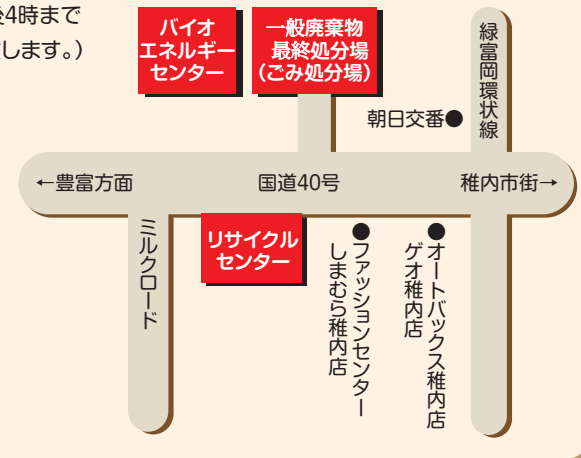 後4時まで
します。）
バイオ
エネルギー
センター
一般廃棄物
最終処分場
（ごみ処分場）
緑富岡環状線
朝日交番●
←豊富方面
国道40号
稚内市街→
ミルクロード
リサイクル
センター
●ファッションセンター
しまむら稚内店
●オートバックス稚内店
ゲオ稚内店